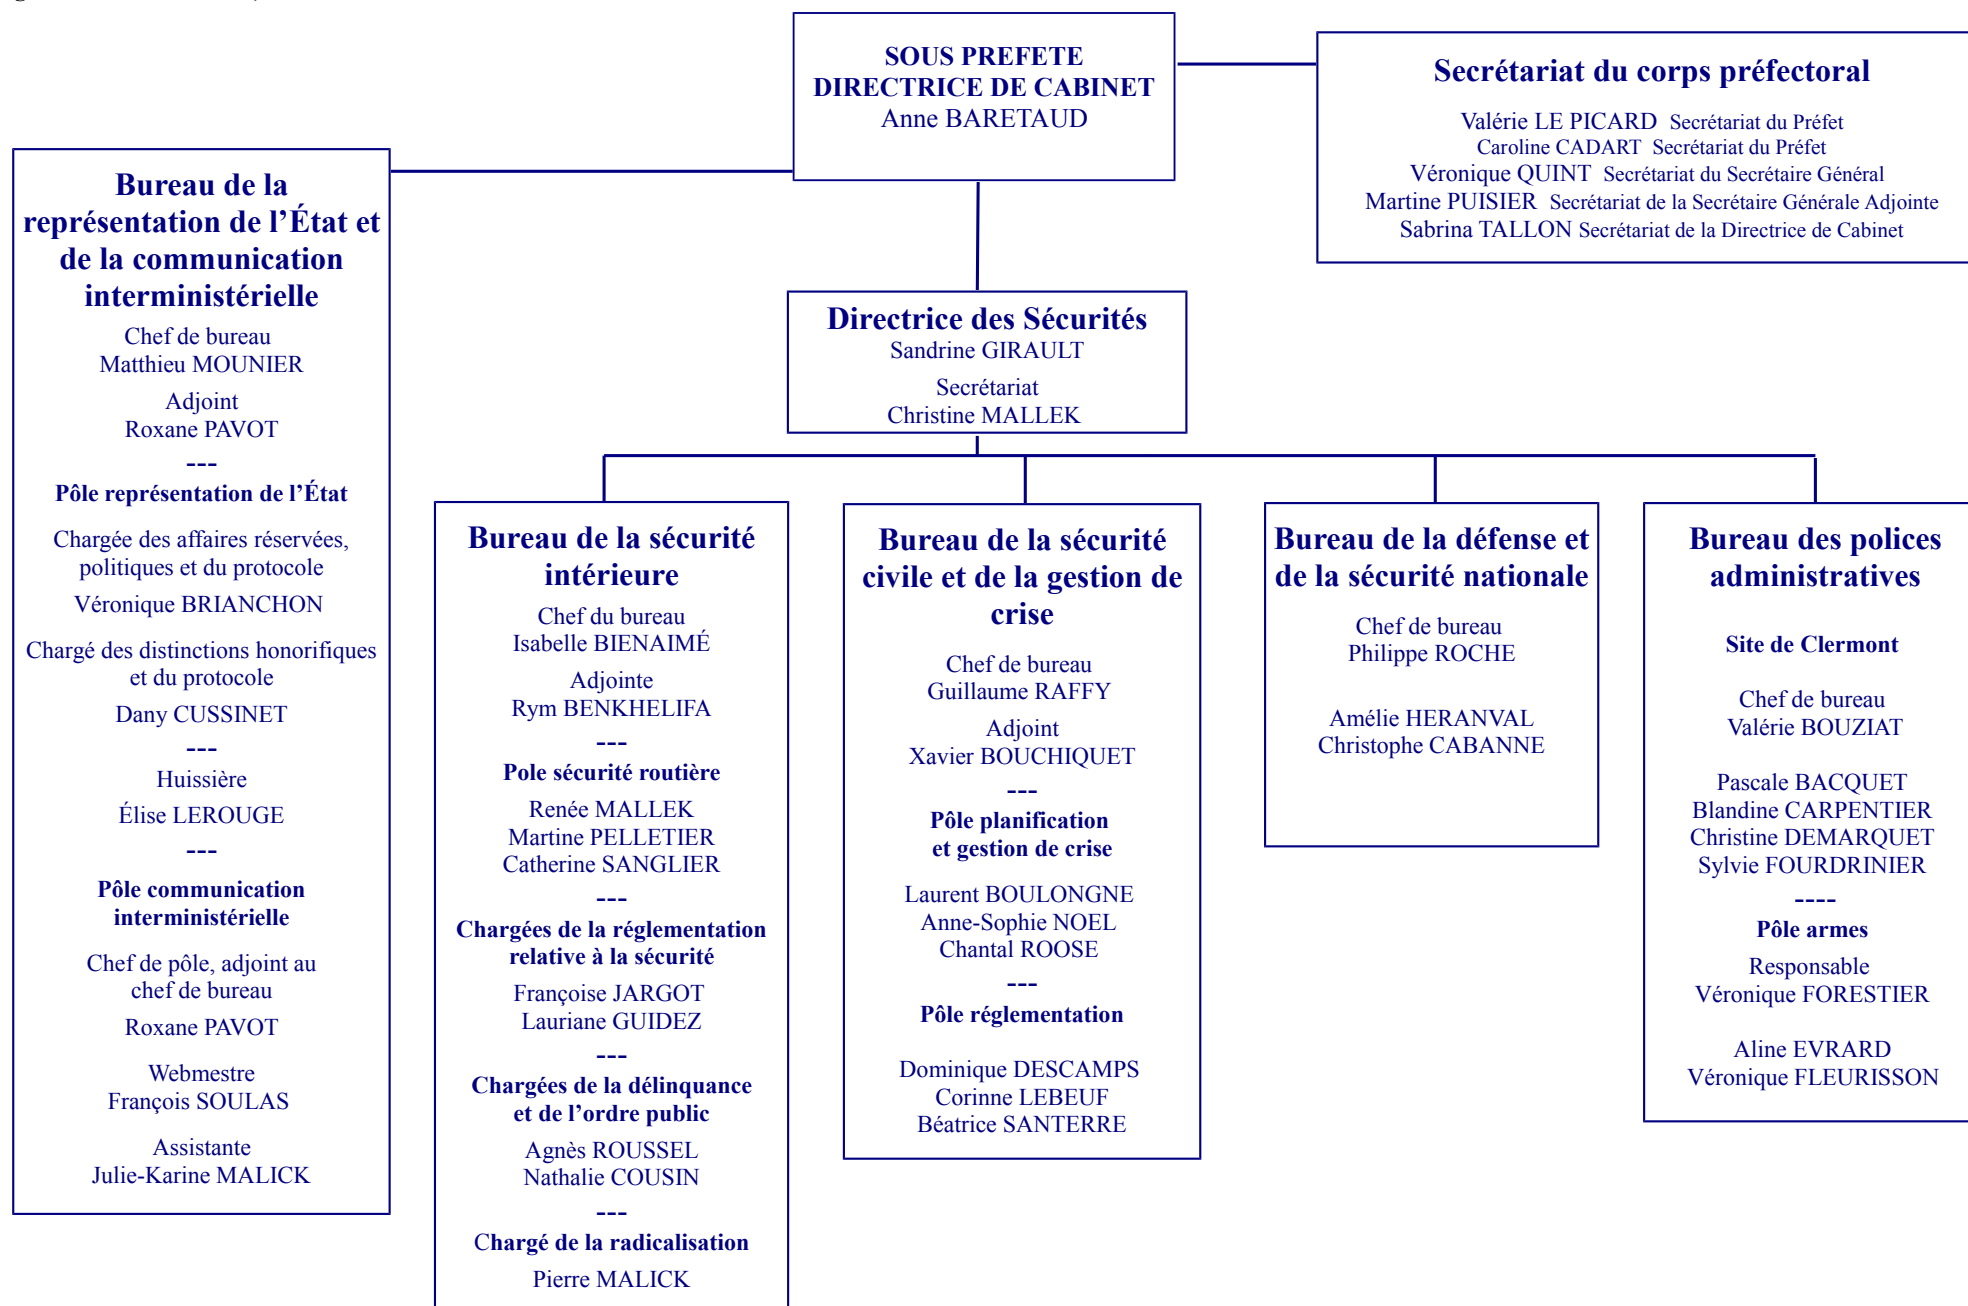 SOUS PREFETE
DIRECTRICE DE CABINET
Anne BARETAUD
Secrétariat du corps préfectoral
Valérie LE PICARD Secrétariat du Préfet
Caroline CADART Secrétariat du Préfet
Véronique QUINT Secrétariat du Secrétaire Général
Martine PUISIER Secrétariat de la Secrétaire Générale Adjointe
Sabrina TALLON Secrétariat de la Directrice de Cabinet
Bureau de la
représentation de l'État et
de la communication
interministérielle
Chef de bureau
Matthieu MOUNIER
Adjoint
Roxane PAVOT
---
Pôle représentation de l'État
Chargée des affaires réservées,
politiques et du protocole
Véronique BRIANCHON
Chargé des distinctions honorifiques
et du protocole
Dany CUSSINET
---
Huissière
Élise LEROUGE
---
Pôle communication
interministérielle
Chef de pôle, adjoint au
chef de bureau
Roxane PAVOT
Webmestre
François SOULAS
Assistante
Julie-Karine MALICK
Directrice des Sécurités
Sandrine GIRAULT
Secrétariat
Christine MALLEK
Bureau de la sécurité
intérieure
Chef du bureau
Isabelle BIENAIMÉ
Adjointe
Rym BENKHELIFA
---
Pole sécurité routière
Renée MALLEK
Martine PELLETIER
Catherine SANGLIER
---
Chargées de la réglementation
relative à la sécurité
Françoise JARGOT
Lauriane GUIDEZ
---
Chargées de la délinquance
et de l'ordre public
Agnès ROUSSEL
Nathalie COUSIN
---
Chargé de la radicalisation
Pierre MALICK
Bureau de la sécurité
civile et de la gestion de
crise
Chef de bureau
Guillaume RAFFY
Adjoint
Xavier BOUCHIQUET
---
Pôle planification
et gestion de crise
Laurent BOULONGNE
Anne-Sophie NOEL
Chantal ROOSE
---
Pôle réglementation
Dominique DESCAMPS
Corinne LEBEUF
Béatrice SANTERRE
Bureau de la défense et
de la sécurité nationale
Chef de bureau
Philippe ROCHE
Amélie HERANVAL
Christophe CABANNE
Bureau des polices
administratives
Site de Clermont
Chef de bureau
Valérie BOUZIAT
Pascale BACQUET
Blandine CARPENTIER
Christine DEMARQUET
Sylvie FOURDRINIER
----
Pôle armes
Responsable
Véronique FORESTIER
Aline EVRARD
Véronique FLEURISSON